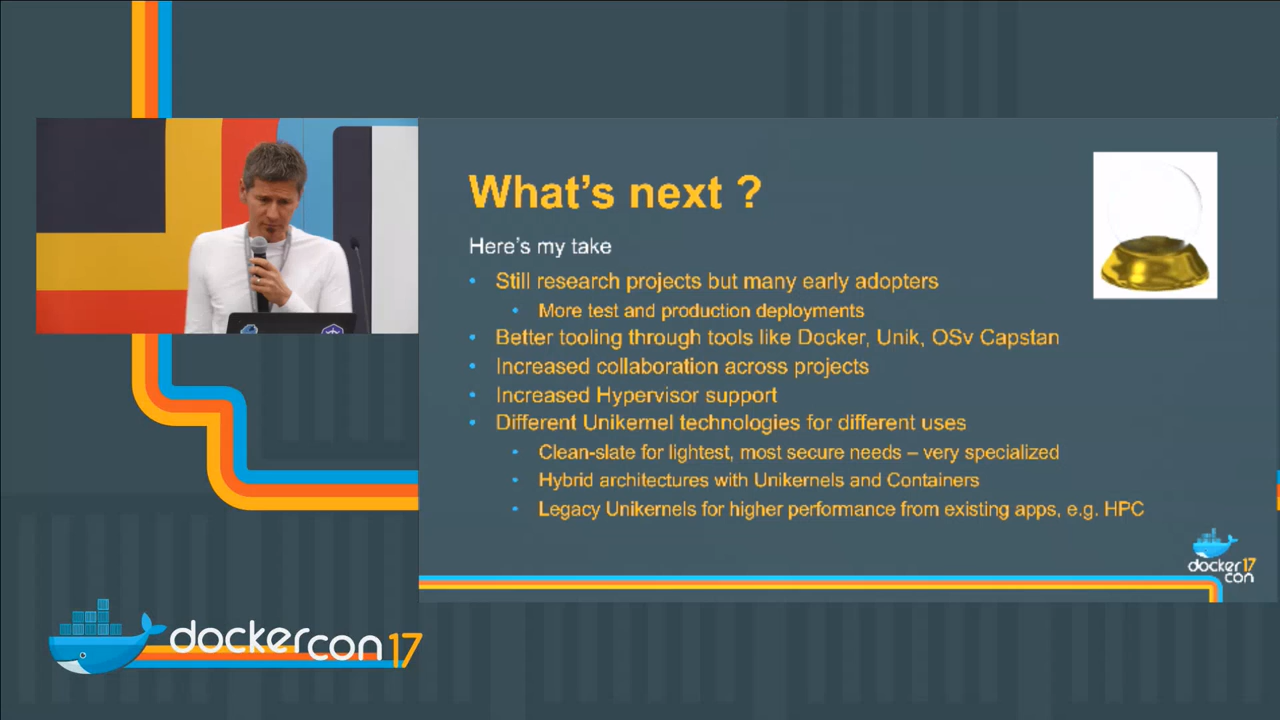 What's next ?
Here's my take
Still research projects but many early adopters
More test and production deployments
Better tooling through tools like Docker, Unik, OSv Capstan
Increased collaboration across projects
Increased Hypervisor support
Different Unikernel technologies for different uses
Clean-slate for lightest, most secure needs – very specialized
Hybrid architectures with Unikernels and Containers
Legacy Unikernels for higher performance from existing apps, e.g. HPC
docker 17
con
dockercon 17